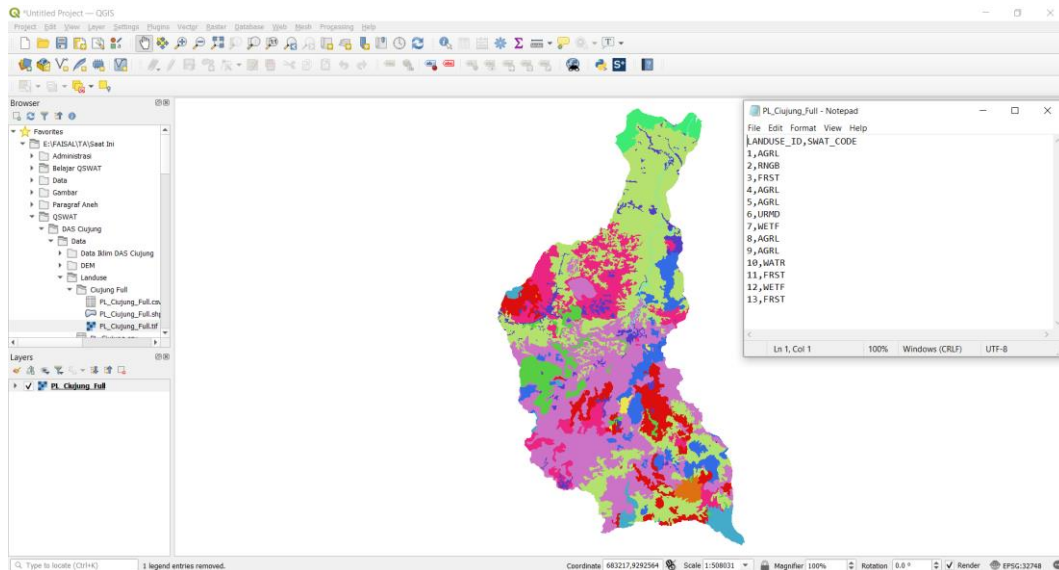 *Untitled Project — QGIS
Project Edit View Layer Settings Plugins Vector Raster Database Web Mesh Processing Help
Browser
Favorites
E:\FAISAL\TA\Saat Ini
Administrasi
Belajar QSWAT
Data
Gambar
Paragraf Aneh
QSWAT
DAS Ciujung
Data
Data Iklim DAS Ciujung
DEM
Landuse
Ciujung Full
PL_Ciujung_Full.csv
PL_Ciujung_Full.shp
PL_Ciujung_Full.tif
Layers
PL_Ciujung_Full
PL_Ciujung_Full - Notepad
File Edit Format View Help
LANDUSE_ID,SWAT_CODE
1,AGRL
2,RNGB
3,FRST
4,AGRL
5,AGRL
6,URMD
7,WETF
8,AGRL
9,AGRL
10,WATR
11,FRST
12,WETF
13,FRST
Ln 1, Col 1 100% Windows (CRLF) UTF-8
Type to locate (Ctrl+K) 1 legend entries removed. Coordinate 683217,9292564 Scale 1:508031 Magnifier 100% Rotation 0.0 ° Render EPSG:32748